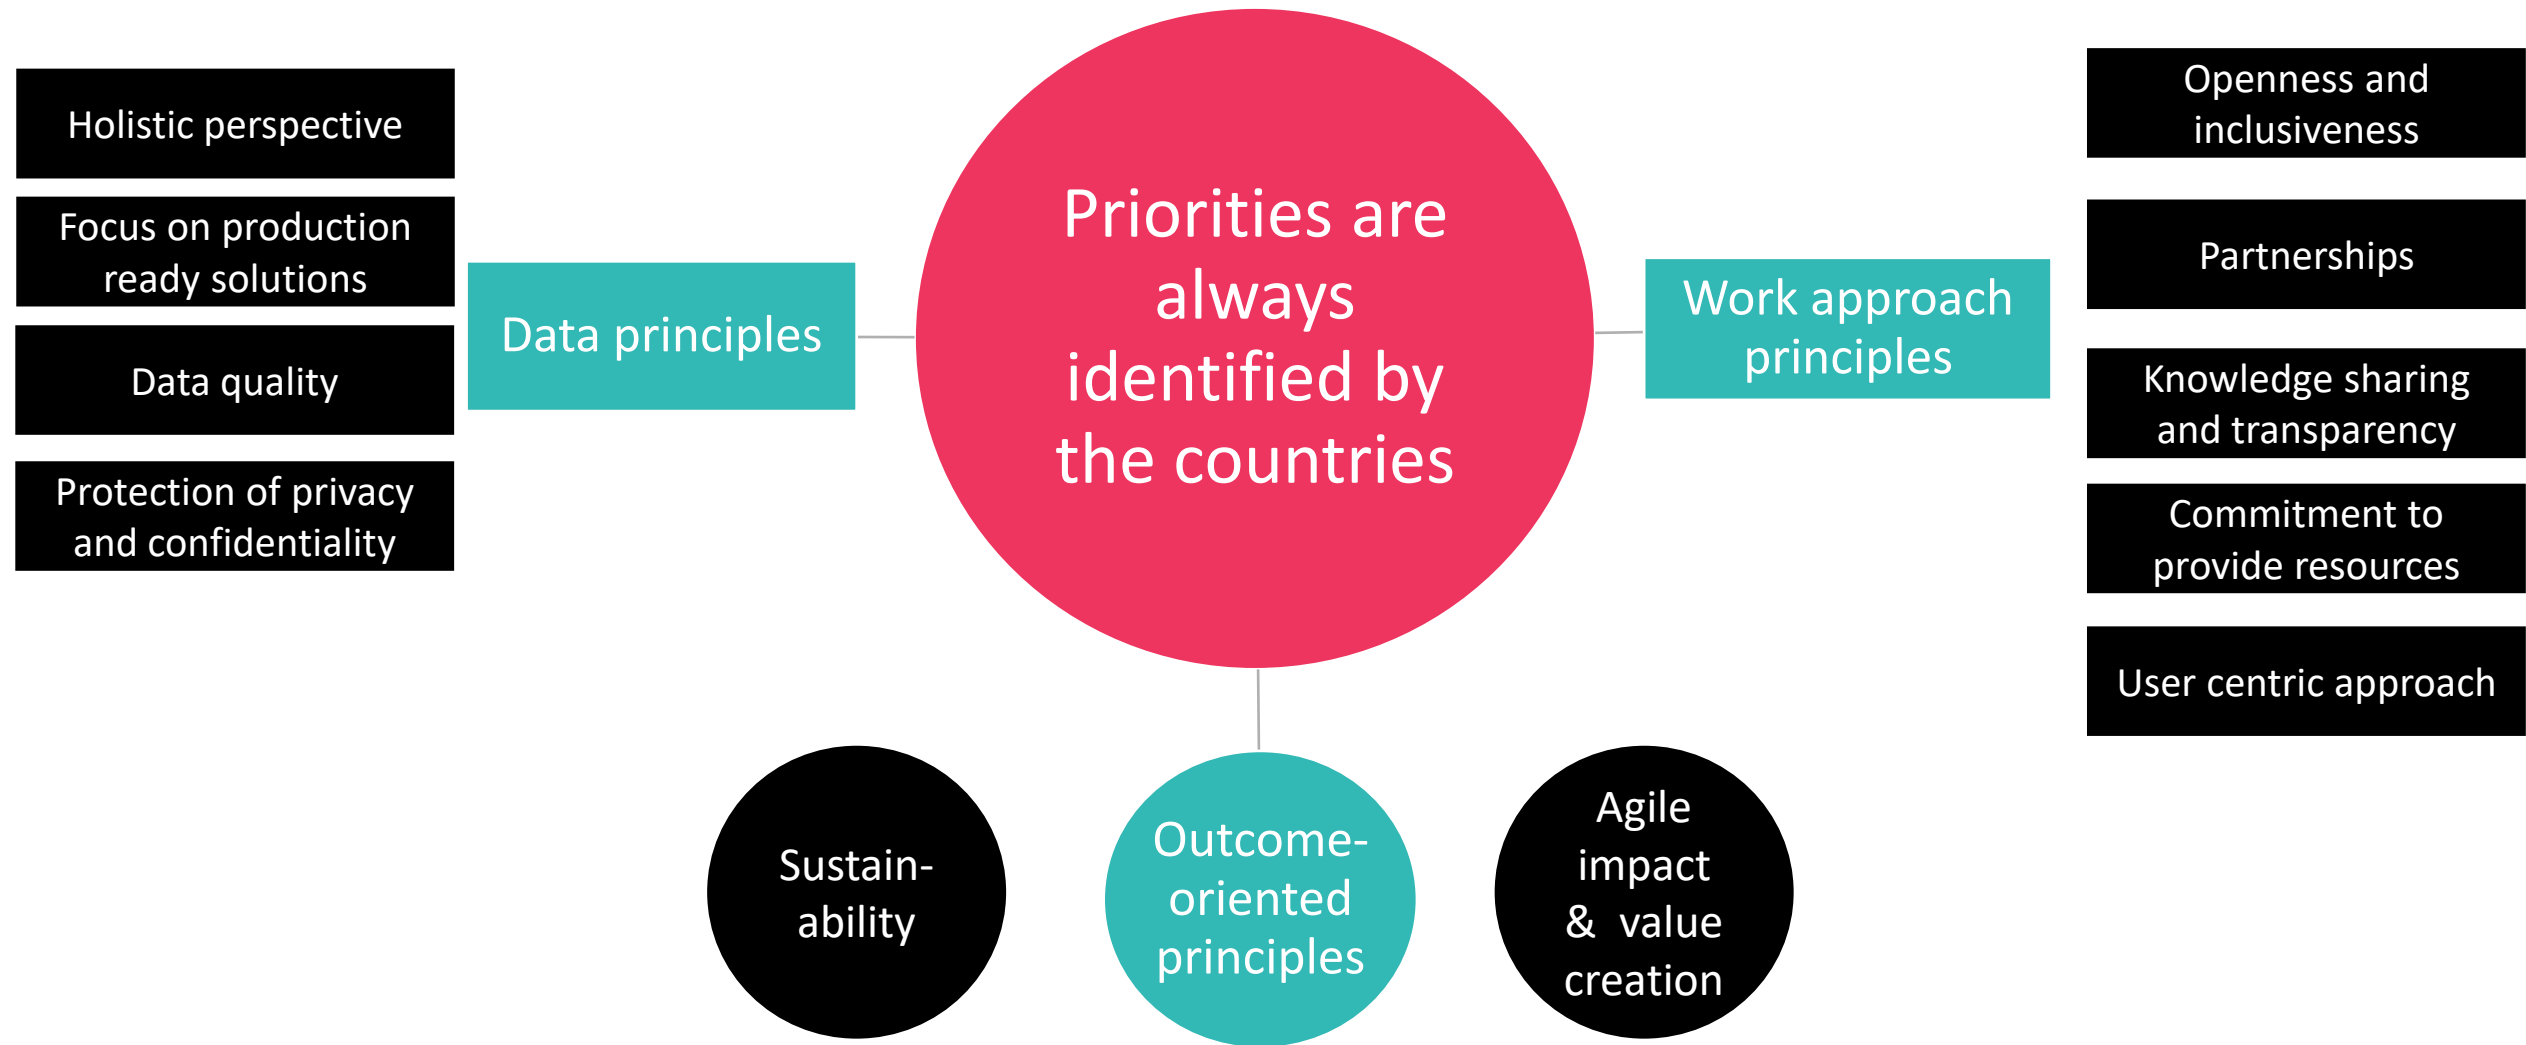 Holistic perspective
Focus on production
ready solutions
Data quality
Protection of privacy
and confidentiality
Data principles
Priorities are
always
identified by
the countries
Work approach
principles
Openness and
inclusiveness
Partnerships
Knowledge sharing
and transparency
Commitment to
provide resources
User centric approach
Sustain-
ability
Outcome-
oriented
principles
Agile
impact
& value
creation